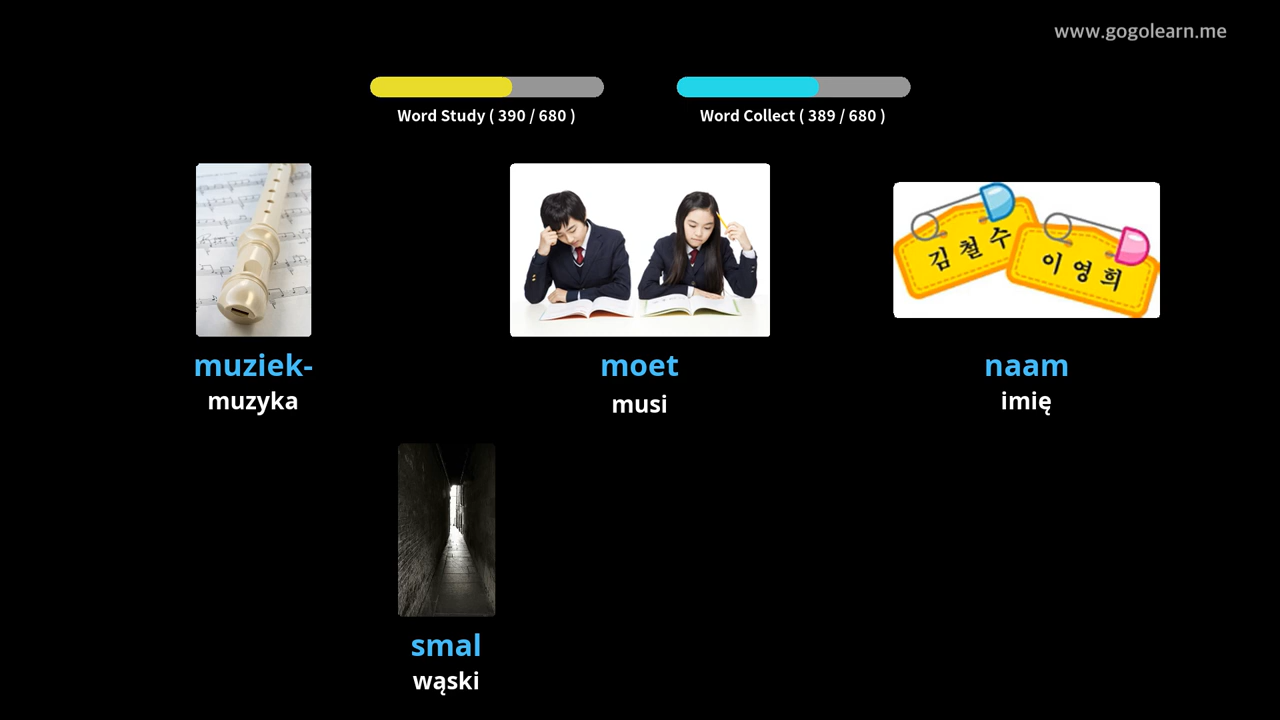 www.gogolearn.me
Word Study ( 390 / 680 )
Word Collect ( 389 / 680 )
김철수
이영희
muziek-
muzyka
moet
musi
naam
imię
smal
wąski